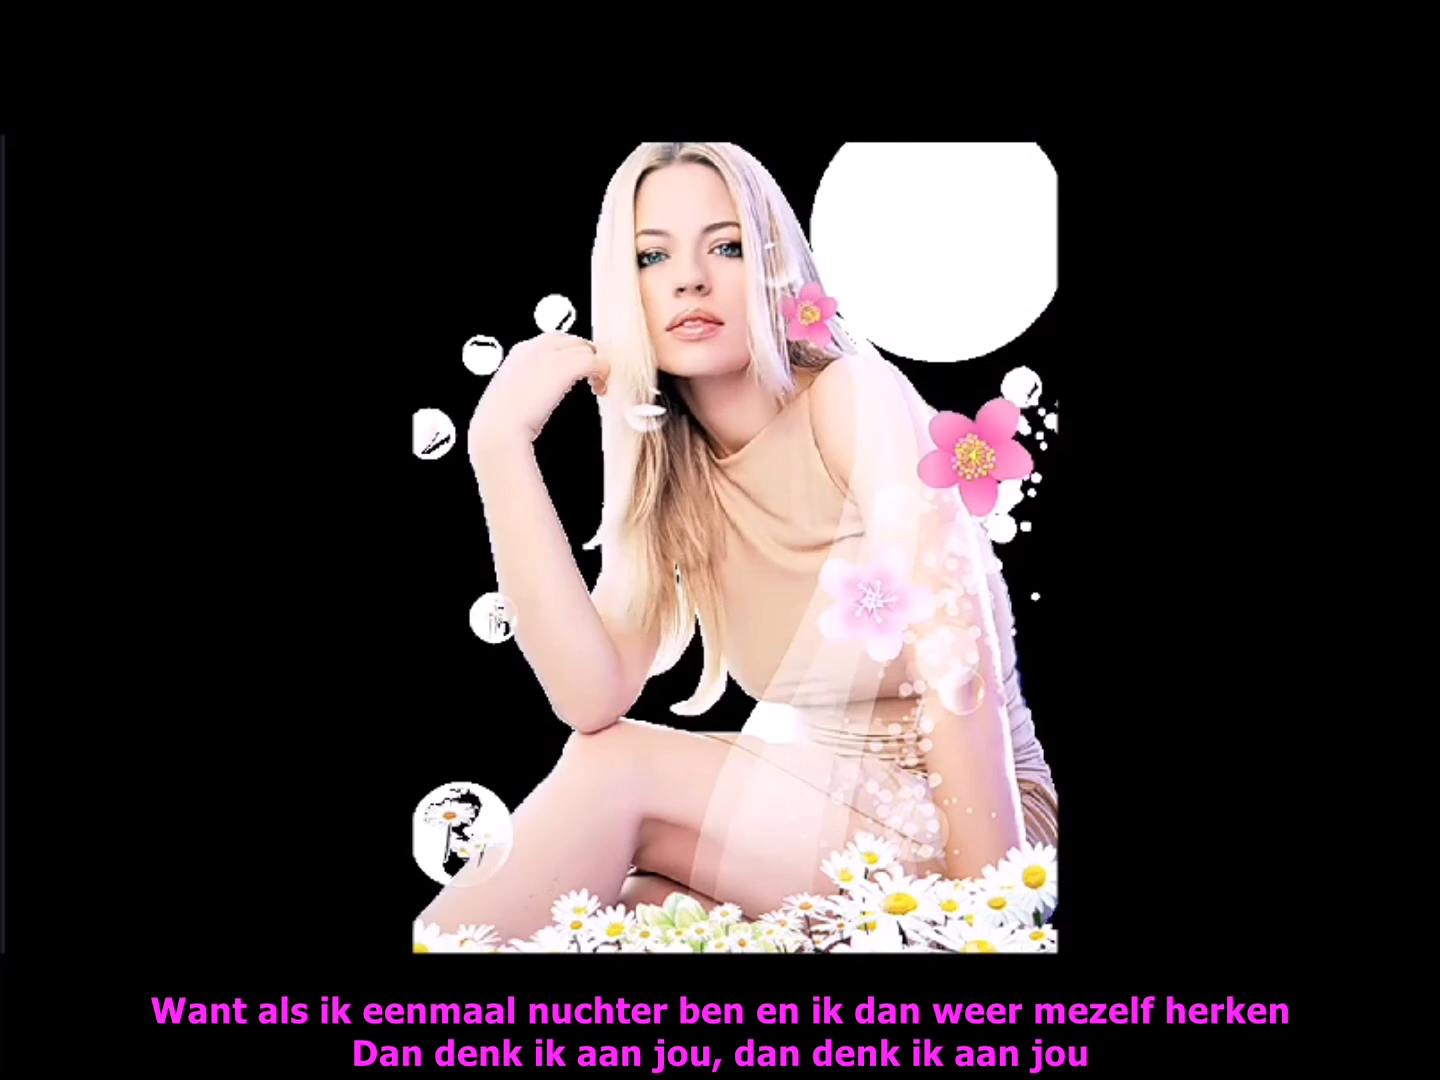 Want als ik eenmaal nuchter ben en ik dan weer mezelf herken
Dan denk ik aan jou, dan denk ik aan jou